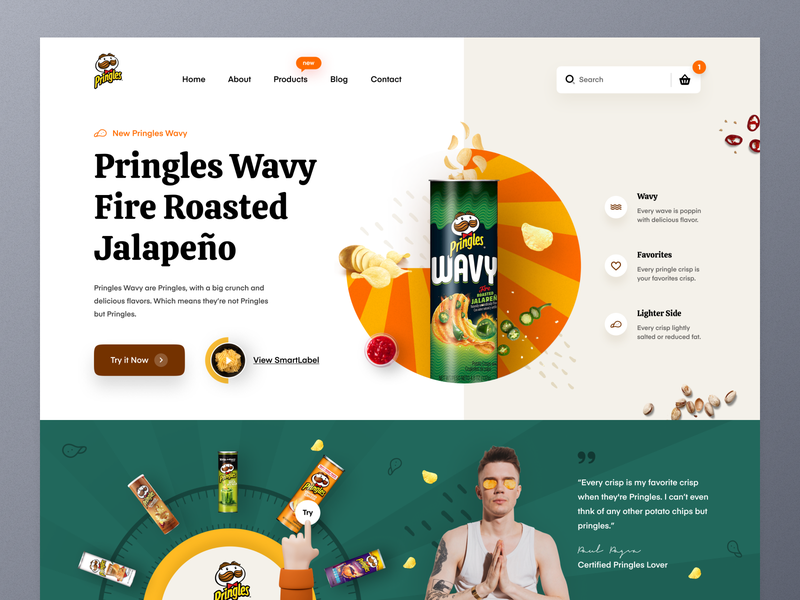 Pringles
Home
About
Products
new
Blog
Contact
Search
1
New Pringles Wavy
Pringles Wavy
Fire Roasted
Jalapeño
Pringles Wavy are Pringles, with a big crunch and
delicious flavors. Which means they're not Pringles
but Pringles.
Try it Now
View SmartLabel
Pringles
WAVY
Fire
ROASTED
JALAPEÑO
Wavy
Every wave is poppin
with delicious flavor.
Favorites
Every pringle crisp is
your favorites crisp.
Lighter Side
Every crisp lightly
salted or reduced fat.
Pringles
Pringles
Pringles
Try
Pringles
"Every crisp is my favorite crisp
when they're Pringles. I can't even
thnk of any other potato chips but
pringles."
Certified Pringles Lover